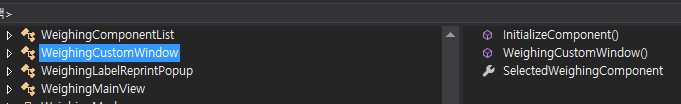 >
WeighingComponentList
WeighingCustomWindow
WeighingLabelReprintPopup
WeighingMainView
InitializeComponent()
WeighingCustomWindow()
SelectedWeighingComponent